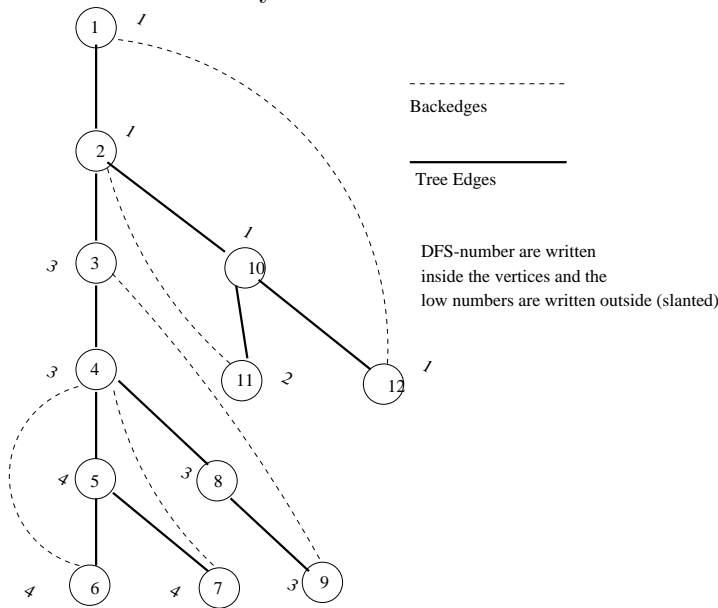 1 1
Backedges
1
2
Tree Edges
1
3 3 10
DFS-number are written
inside the vertices and the
low numbers are written outside (slanted)
3 4 11 2 12 1
4 5 3 8
4 6 4 7 3 9